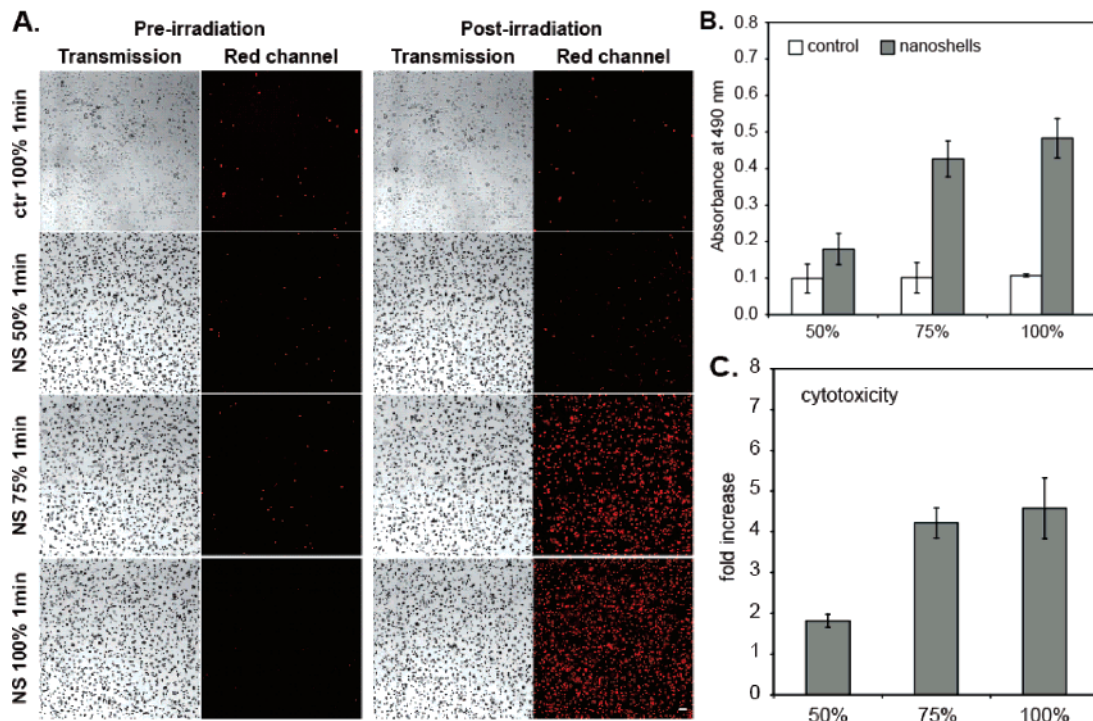 A.
Pre-irradiation
Post-irradiation
Transmission Red channel
Transmission Red channel
ctr 100% 1min
NS 50% 1min
NS 75% 1min
NS 100% 1min
B.
control nanoshells
Absorbance at 490 nm
0.8
0.7
0.6
0.5
0.4
0.3
0.2
0.1
0.0
50% 75% 100%
C.
cytotoxicity
fold increase
8
7
6
5
4
3
2
1
0
50% 75% 100%